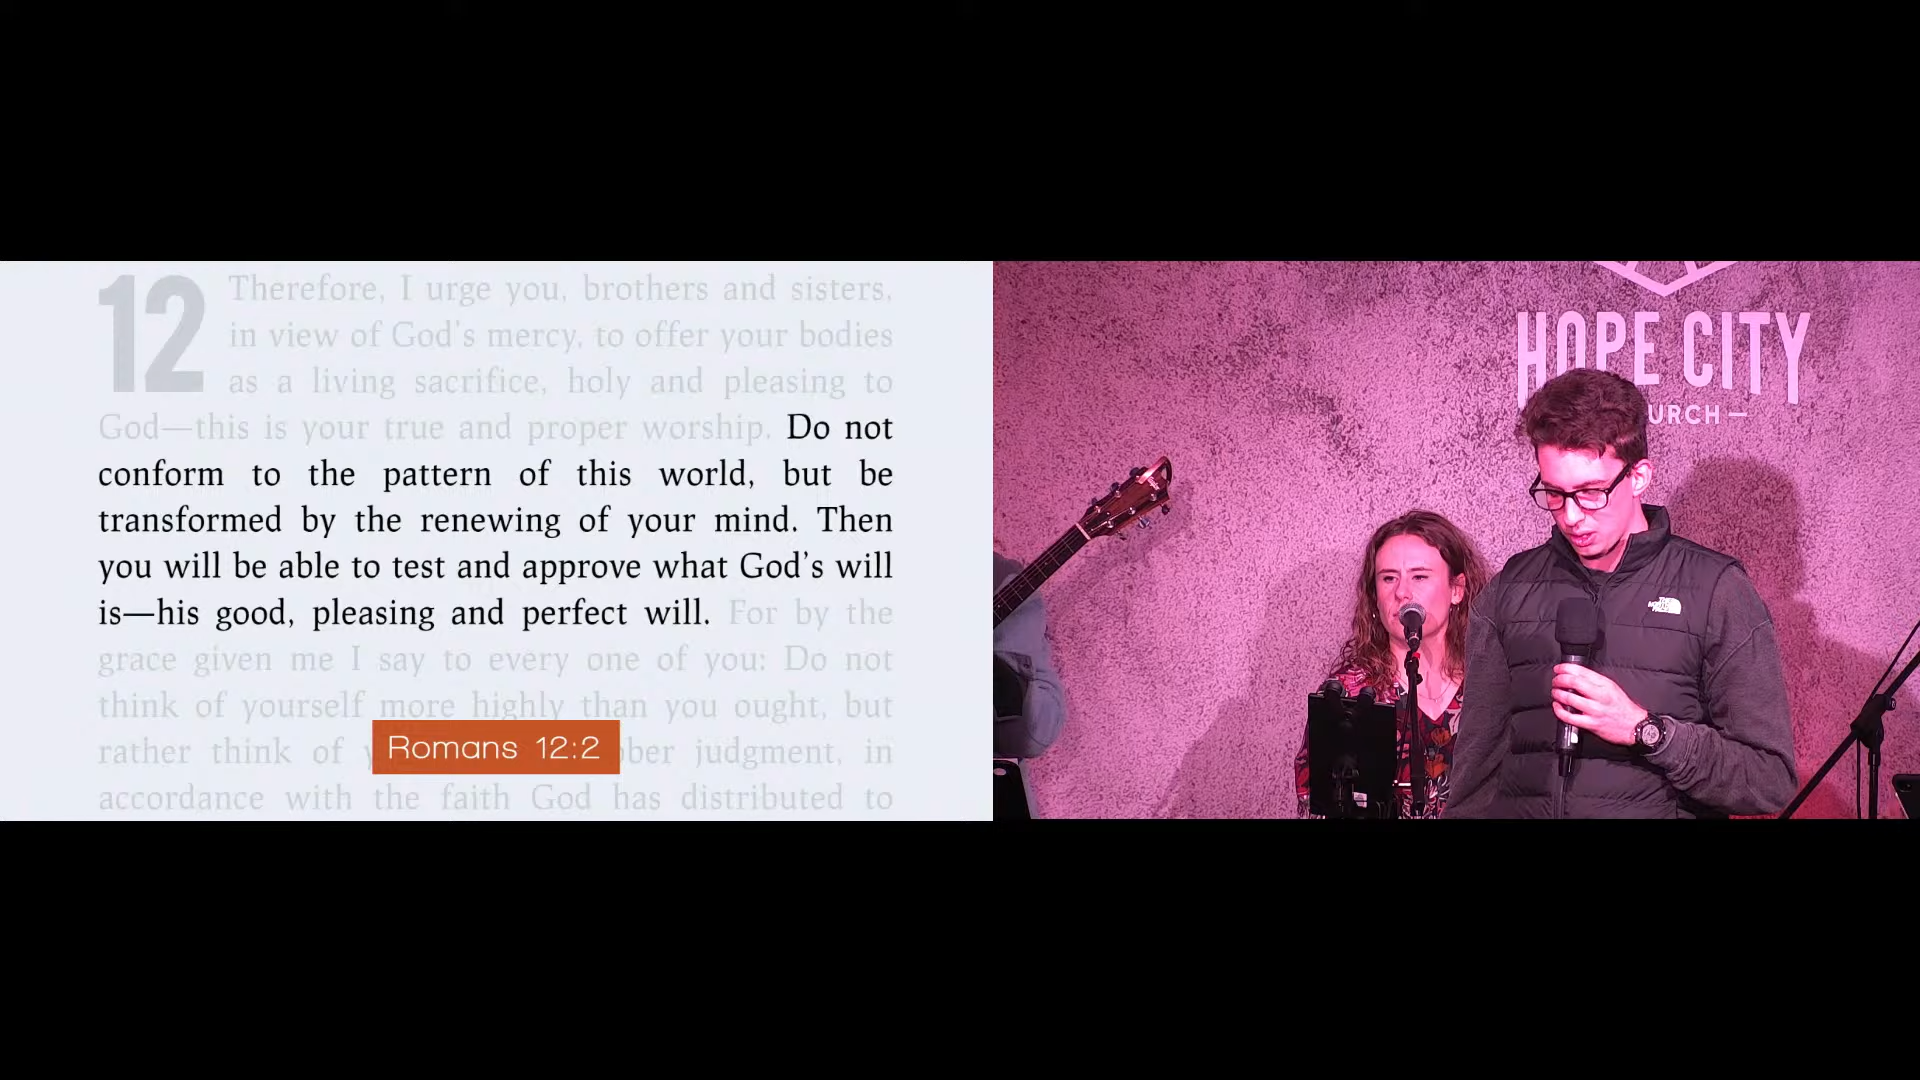 12 Therefore, I urge you, brothers and sisters,
in view of God's mercy, to offer your bodies
as a living sacrifice, holy and pleasing to
God—this is your true and proper worship. Do not
conform to the pattern of this world, but be
transformed by the renewing of your mind. Then
you will be able to test and approve what God's will
is—his good, pleasing and perfect will. For by the
grace given me I say to every one of you: Do not
think of yourself more highly than you ought, but
rather think of
judgment, in
Romans 12:2
accordance with the faith God has distributed to
HOPE CITY
THE
NORTH
FACE